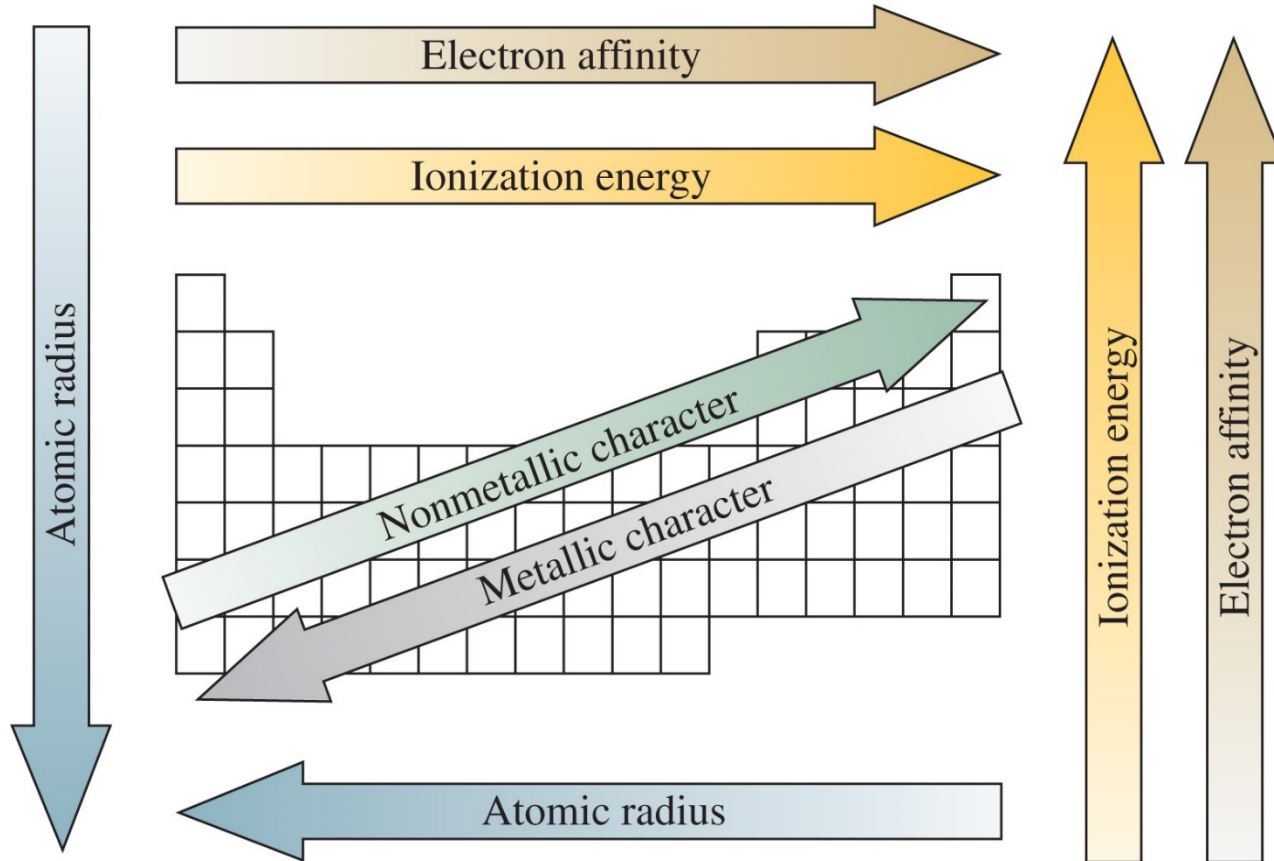 Electron affinity
Ionization energy
Atomic radius
Nonmetallic character
Metallic character
Ionization energy
Electron affinity
Atomic radius